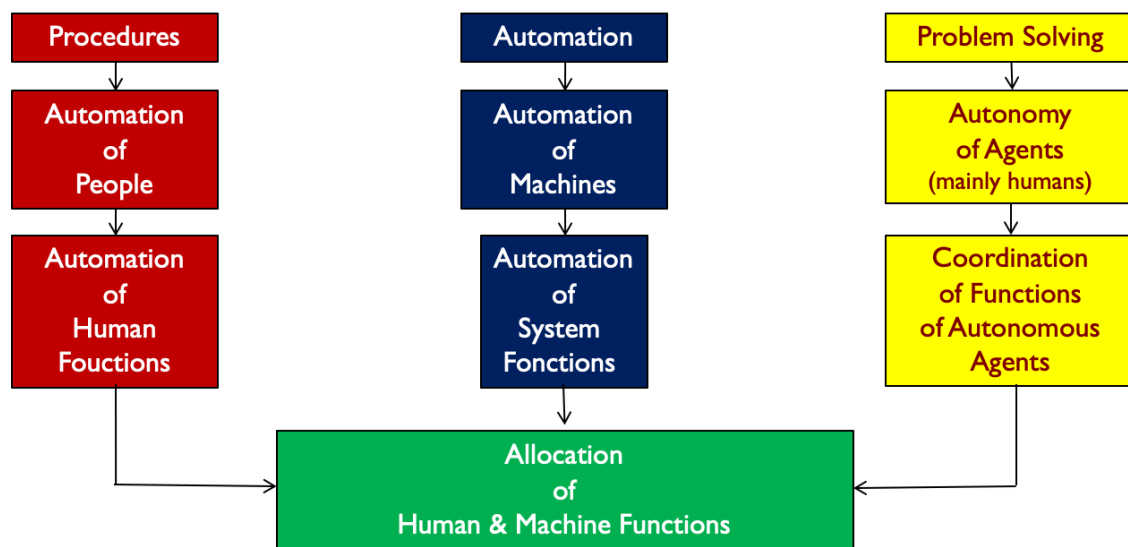 Procedures
Automation
of
People
Automation
of
Human
Fouctions
Automation
Automation
of
Machines
Automation
of
System
Fonctions
Problem Solving
Autonomy
of Agents
(mainly humans)
Coordination
of Functions
of Autonomous
Agents
Allocation
of
Human & Machine Functions